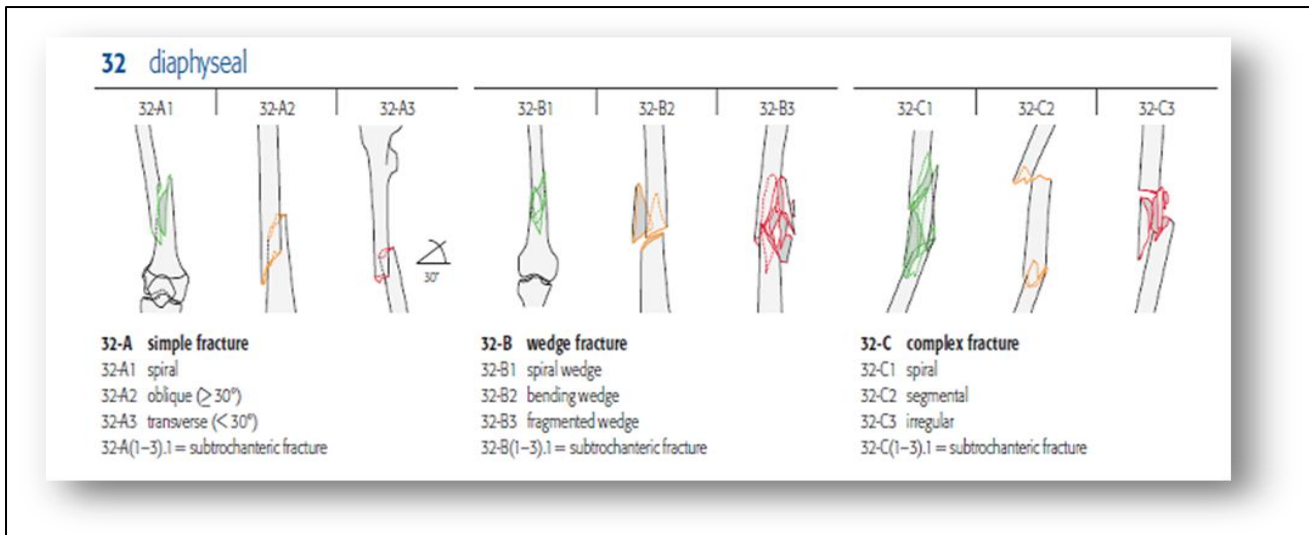 32 diaphyseal
32-A1 32-A2 32-A3 32-B1 32-B2 32-B3 32-C1 32-C2 32-C3
30°
32-A simple fracture
32-A1 spiral
32-A2 oblique (≥30°)
32-A3 transverse (<30°)
32-A(1–3).1 = subtrochanteric fracture
32-B wedge fracture
32-B1 spiral wedge
32-B2 bending wedge
32-B3 fragmented wedge
32-B(1–3).1 = subtrochanteric fracture
32-C complex fracture
32-C1 spiral
32-C2 segmental
32-C3 irregular
32-C(1–3).1 = subtrochanteric fracture